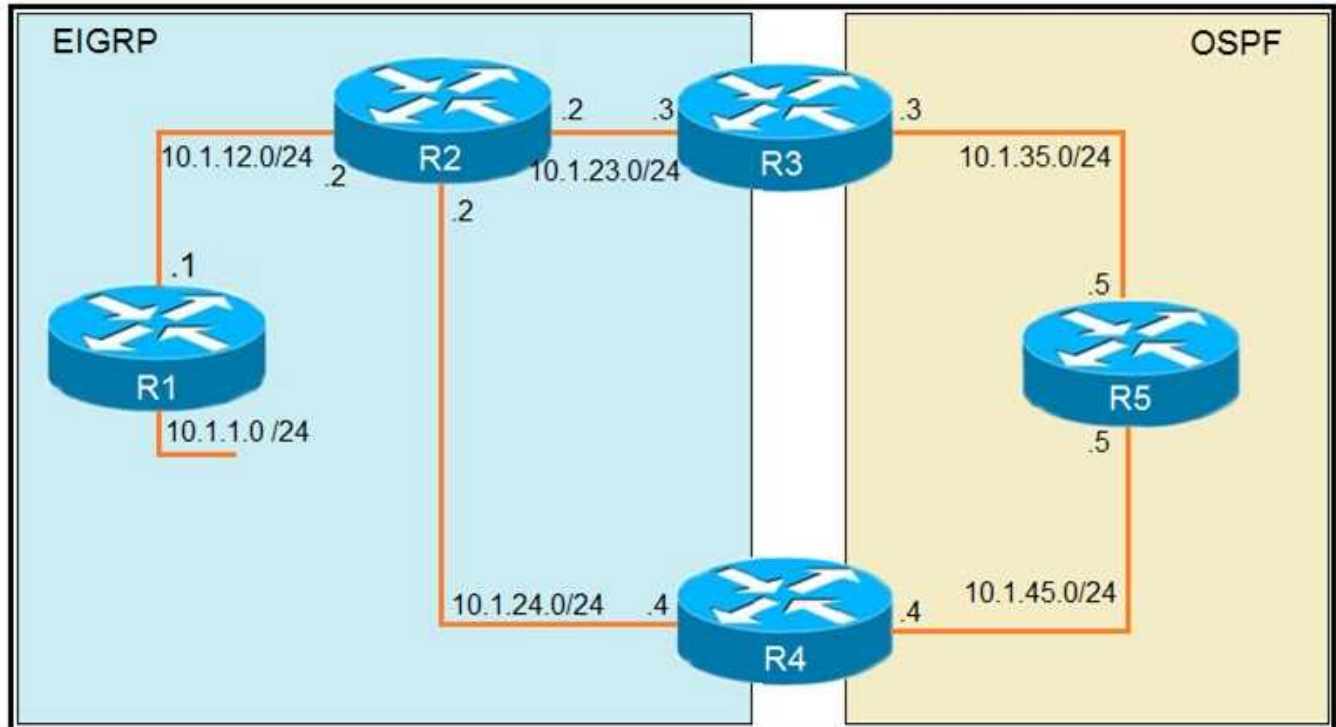 EIGRP
OSPF
.2
.3
.3
R2
R3
10.1.12.0/24
10.1.23.0/24
10.1.35.0/24
.2
.2
.1
.5
R1
R5
10.1.1.0 /24
.5
10.1.24.0/24
.4
.4
10.1.45.0/24
R4